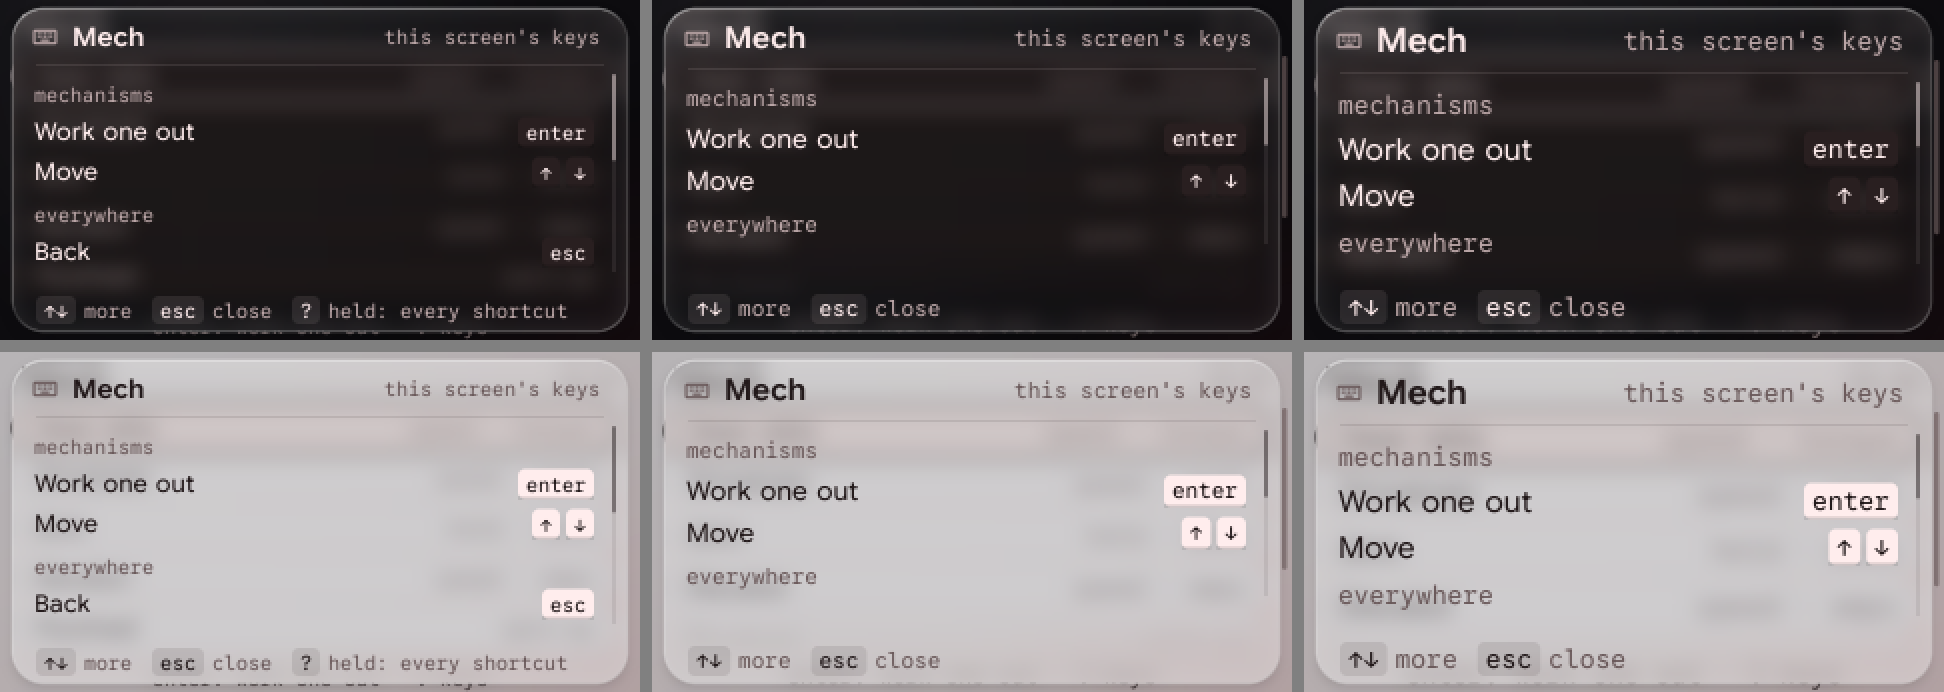 Mech this screen's keys
mechanisms
Work one out enter
Move ↑ ↓
everywhere
Back esc
↑↓ more esc close ? held: every shortcut
Mech this screen's keys
mechanisms
Work one out enter
Move ↑ ↓
everywhere
↑↓ more esc close
Mech this screen's keys
mechanisms
Work one out enter
Move ↑ ↓
everywhere
↑↓ more esc close
Mech this screen's keys
mechanisms
Work one out enter
Move ↑ ↓
everywhere
Back esc
↑↓ more esc close ? held: every shortcut
Mech this screen's keys
mechanisms
Work one out enter
Move ↑ ↓
everywhere
↑↓ more esc close
Mech this screen's keys
mechanisms
Work one out enter
Move ↑ ↓
everywhere
↑↓ more esc close